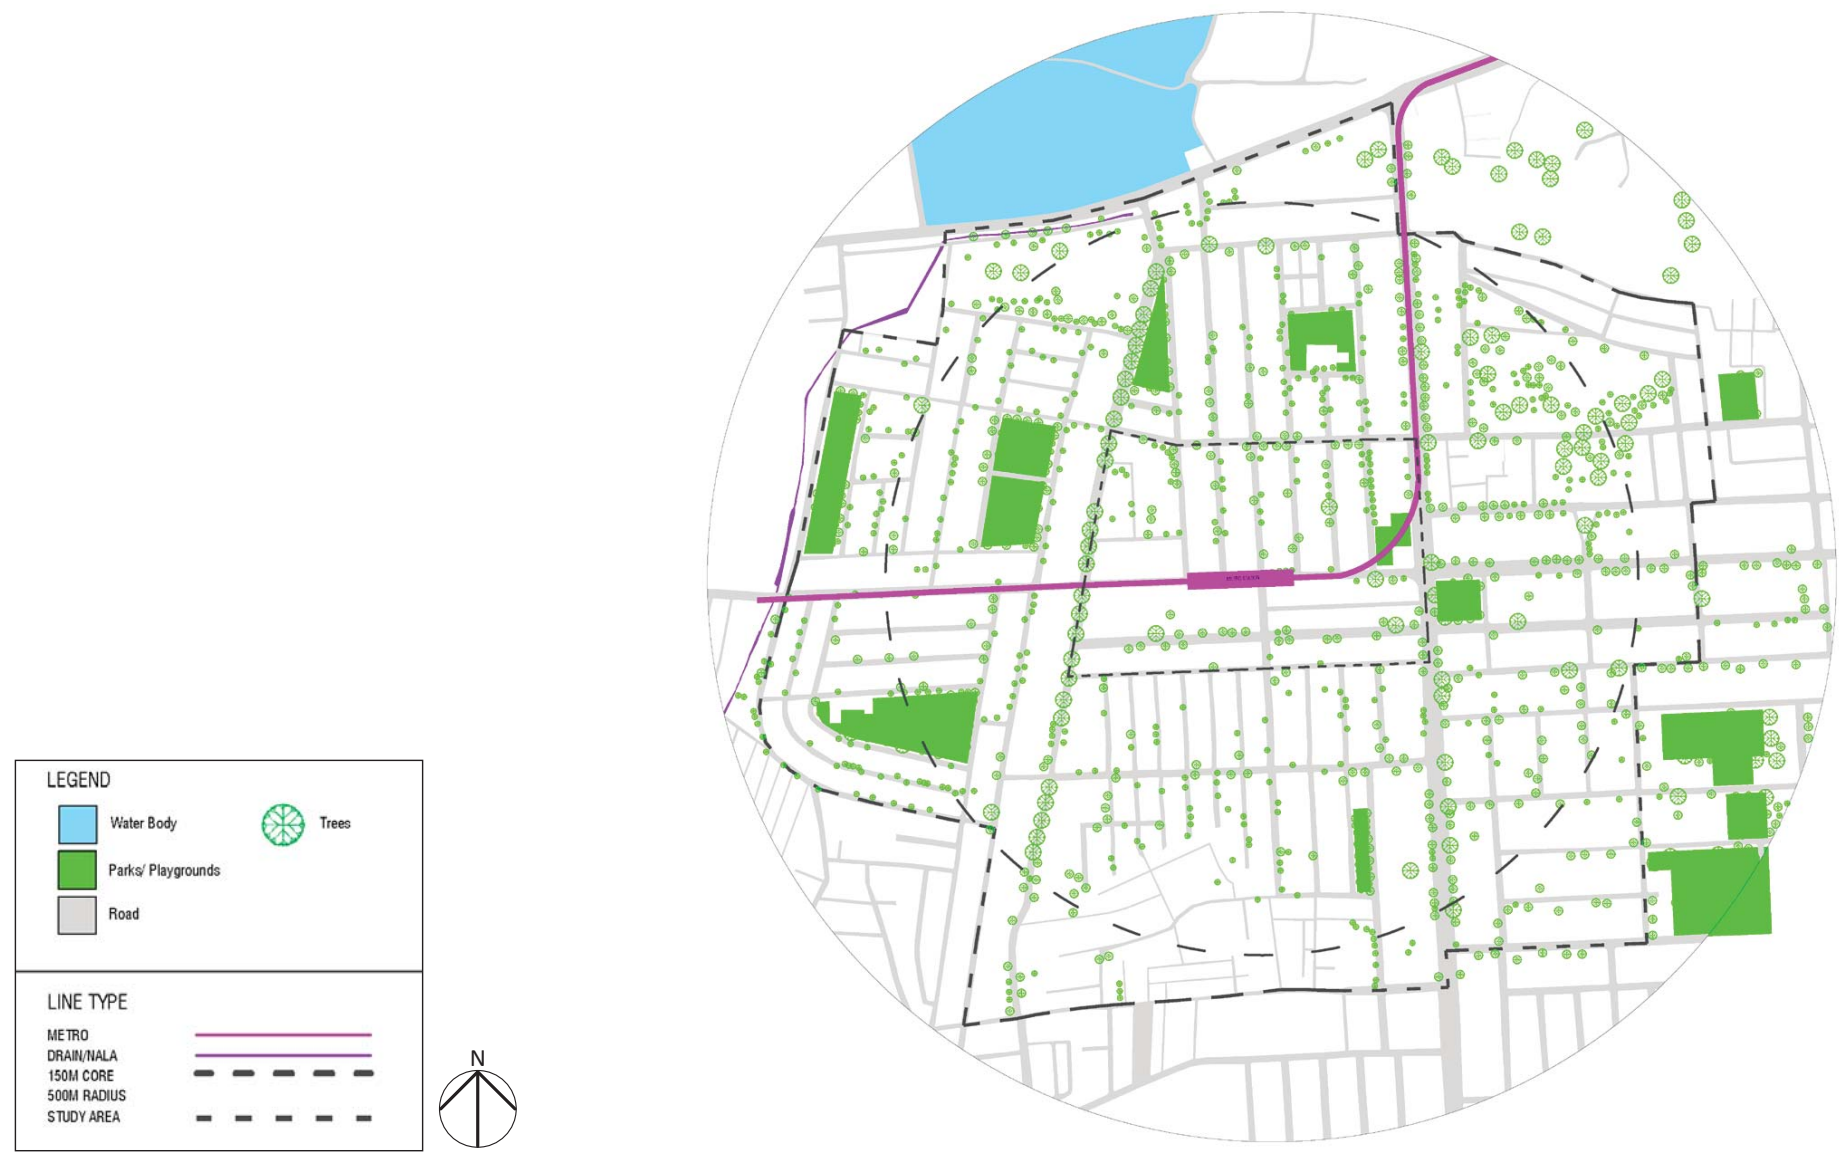 LEGEND
Water Body
Trees
Parks/ Playgrounds
Road
LINE TYPE
METRO
DRAIN/NALA
150M CORE
500M RADIUS
STUDY AREA
N